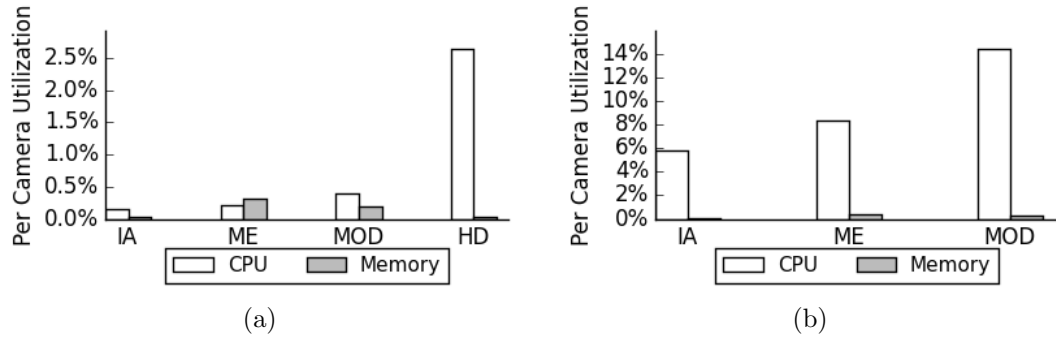 Per Camera Utilization
2.5%
2.0%
1.5%
1.0%
0.5%
0.0%
IA ME MOD HD
CPU Memory
(a)
Per Camera Utilization
14%
12%
10%
8%
6%
4%
2%
0%
IA ME MOD
CPU Memory
(b)